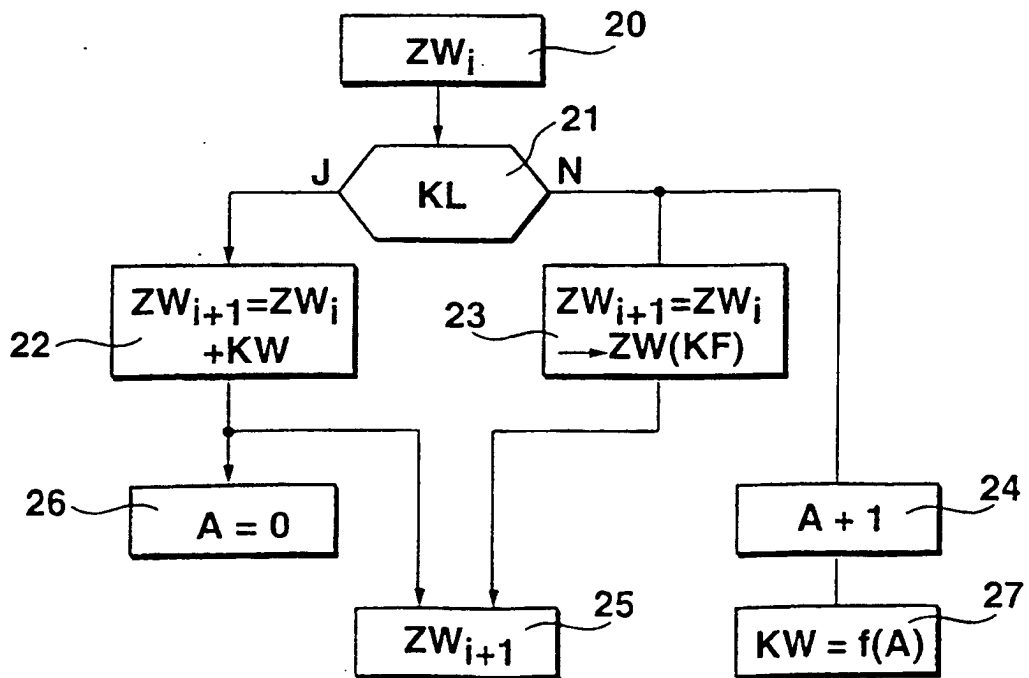 20
ZWi
21
J
KL
N
ZWi+1=ZWi
+KW
22
ZWi+1=ZWi
→ZW(KF)
23
26
A = 0
24
A + 1
25
ZWi+1
27
KW = f(A)